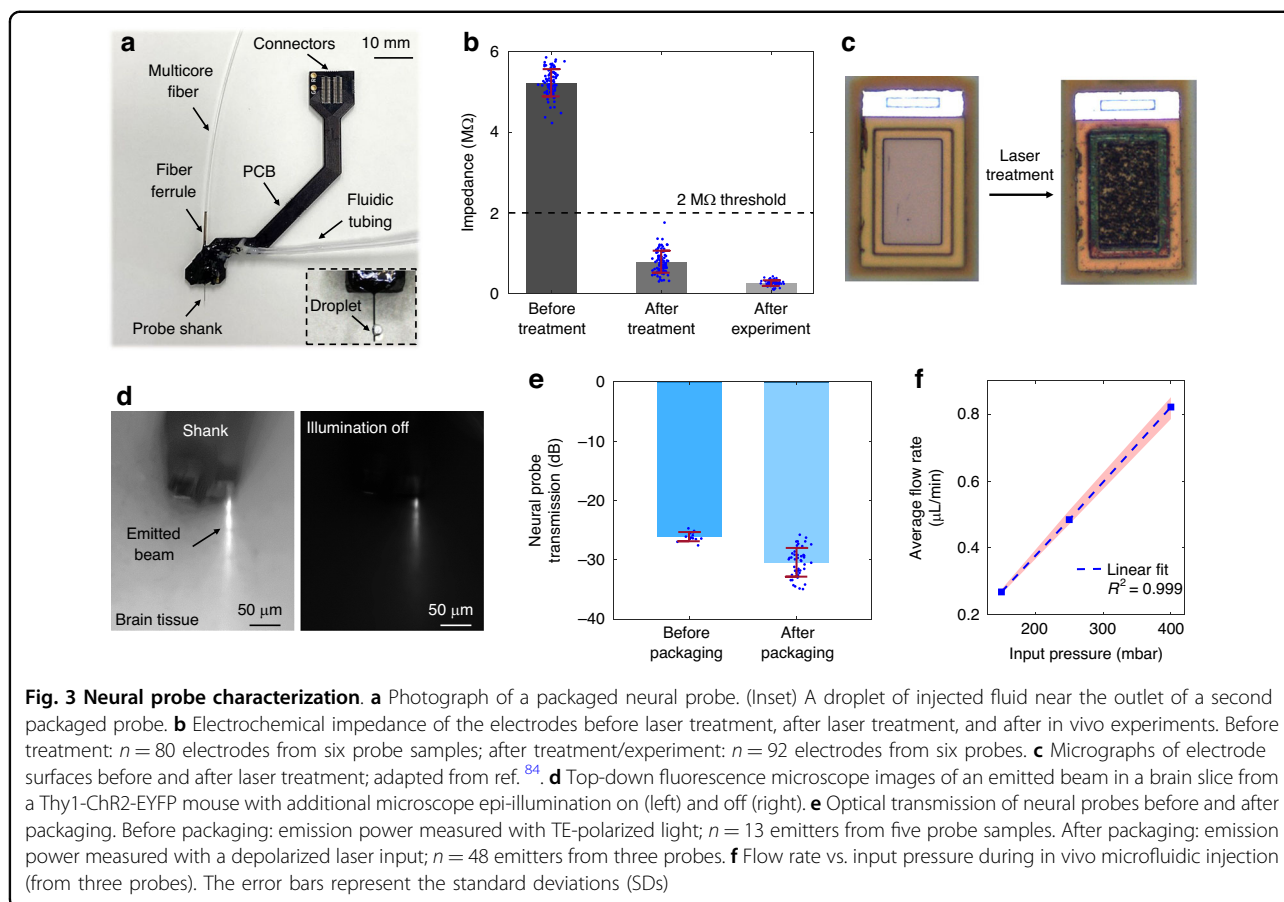 a
Connectors
10 mm
Multicore
fiber
Fiber
ferrule
PCB
Fluidic
tubing
Droplet
Probe shank
b
6
4
2
0
Impedance (MΩ)
2 MΩ threshold
Before
treatment
After
treatment
After
experiment
c
Laser
treatment
d
Shank
Emitted
beam
Brain tissue
50 μm
Illumination off
50 μm
e
0
−10
−20
−30
−40
Neural probe
transmission (dB)
Before
packaging
After
packaging
f
0.8
0.6
0.4
0.2
Average flow rate
(μL/min)
Linear fit
R² = 0.999
200
300
400
Input pressure (mbar)
Fig. 3 Neural probe characterization. a Photograph of a packaged neural probe. (Inset) A droplet of injected fluid near the outlet of a second
packaged probe. b Electrochemical impedance of the electrodes before laser treatment, after laser treatment, and after in vivo experiments. Before
treatment: n = 80 electrodes from six probe samples; after treatment/experiment: n = 92 electrodes from six probes. c Micrographs of electrode
surfaces before and after laser treatment; adapted from ref. 84. d Top-down fluorescence microscope images of an emitted beam in a brain slice from
a Thy1-ChR2-EYFP mouse with additional microscope epi-illumination on (left) and off (right). e Optical transmission of neural probes before and after
packaging. Before packaging: emission power measured with TE-polarized light; n = 13 emitters from five probe samples. After packaging: emission
power measured with a depolarized laser input; n = 48 emitters from three probes. f Flow rate vs. input pressure during in vivo microfluidic injection
(from three probes). The error bars represent the standard deviations (SDs)